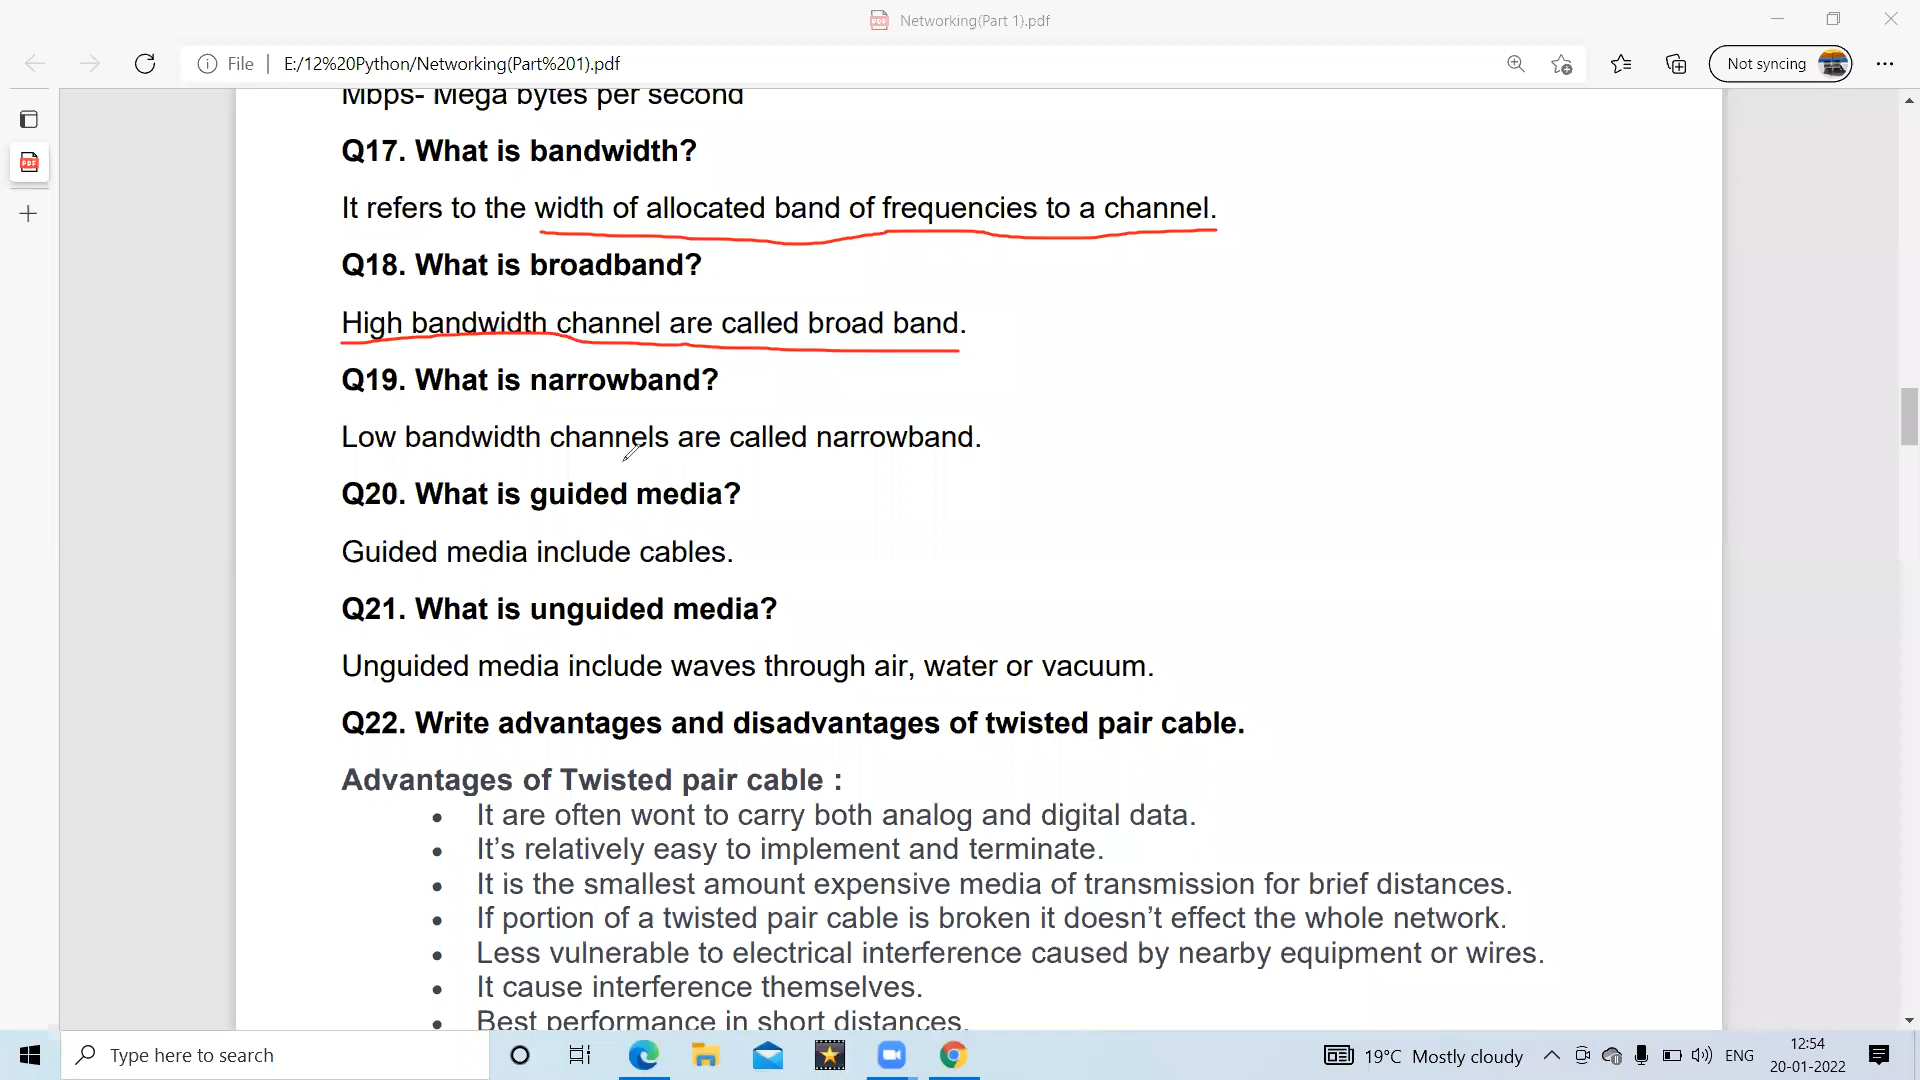 Networking(Part 1).pdf
File | E:/12%20Python/Networking(Part%201).pdf
Not syncing
Mbps- Mega bytes per second
Q17. What is bandwidth?
It refers to the width of allocated band of frequencies to a channel.
Q18. What is broadband?
High bandwidth channel are called broad band.
Q19. What is narrowband?
Low bandwidth channels are called narrowband.
Q20. What is guided media?
Guided media include cables.
Q21. What is unguided media?
Unguided media include waves through air, water or vacuum.
Q22. Write advantages and disadvantages of twisted pair cable.
Advantages of Twisted pair cable :
• It are often wont to carry both analog and digital data.
• It’s relatively easy to implement and terminate.
• It is the smallest amount expensive media of transmission for brief distances.
• If portion of a twisted pair cable is broken it doesn’t effect the whole network.
• Less vulnerable to electrical interference caused by nearby equipment or wires.
• It cause interference themselves.
• Best performance in short distances.
Type here to search
19°C Mostly cloudy
ENG
12:54
20-01-2022